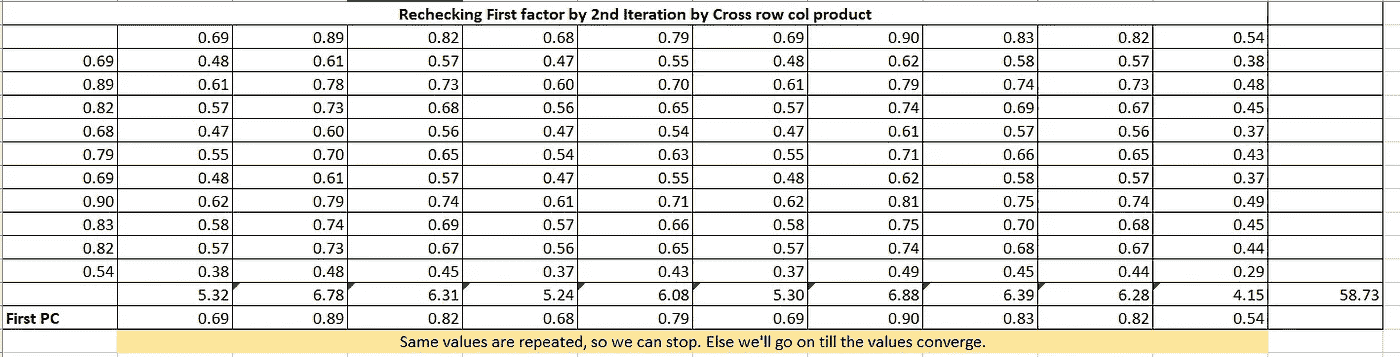 Rechecking First factor by 2nd Iteration by Cross row col product
0.69 0.89 0.82 0.68 0.79 0.69 0.90 0.83 0.82 0.54
0.69 0.48 0.61 0.57 0.47 0.55 0.48 0.62 0.58 0.57 0.38
0.89 0.61 0.78 0.73 0.60 0.70 0.61 0.79 0.74 0.73 0.48
0.82 0.57 0.73 0.68 0.56 0.65 0.57 0.74 0.69 0.67 0.45
0.68 0.47 0.60 0.56 0.47 0.54 0.47 0.61 0.57 0.56 0.37
0.79 0.55 0.70 0.65 0.54 0.63 0.55 0.71 0.66 0.65 0.43
0.69 0.48 0.61 0.57 0.47 0.55 0.48 0.62 0.58 0.57 0.37
0.90 0.62 0.79 0.74 0.61 0.71 0.62 0.81 0.75 0.74 0.49
0.83 0.58 0.74 0.69 0.57 0.66 0.58 0.75 0.70 0.68 0.45
0.82 0.57 0.73 0.67 0.56 0.65 0.57 0.74 0.68 0.67 0.44
0.54 0.38 0.48 0.45 0.37 0.43 0.37 0.49 0.45 0.44 0.29
5.32 6.78 6.31 5.24 6.08 5.30 6.88 6.39 6.28 4.15 58.73
First PC 0.69 0.89 0.82 0.68 0.79 0.69 0.90 0.83 0.82 0.54
Same values are repeated, so we can stop. Else we'll go on till the values converge.